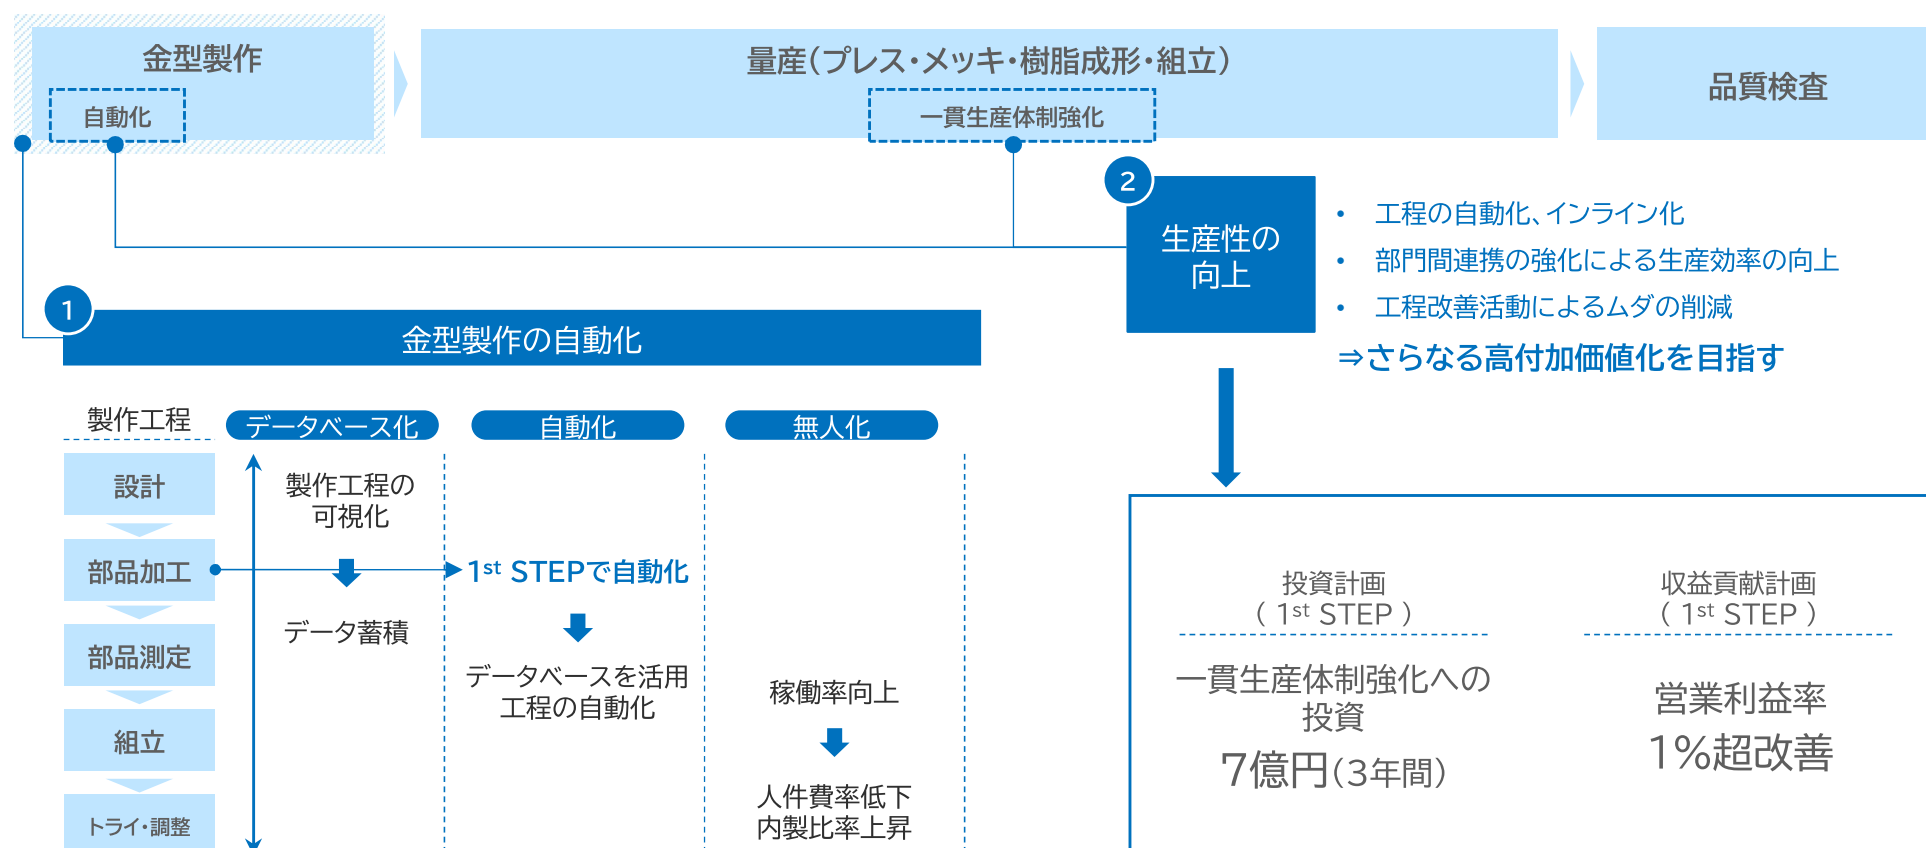 金型製作
自動化
量産(プレス・メッキ・樹脂成形・組立)
一貫生産体制強化
品質検査
2
生産性の
向上
• 工程の自動化、インライン化
• 部門間連携の強化による生産効率の向上
• 工程改善活動によるムダの削減
⇒さらなる高付加価値化を目指す
1
金型製作の自動化
製作工程
データベース化
自動化
無人化
設計
部品加工
部品測定
組立
トライ・調整
製作工程の
可視化
データ蓄積
1st STEPで自動化
データベースを活用
工程の自動化
稼働率向上
人件費率低下
内製比率上昇
投資計画
( 1st STEP )
一貫生産体制強化への
投資
7億円(3年間)
収益貢献計画
( 1st STEP )
営業利益率
1%超改善